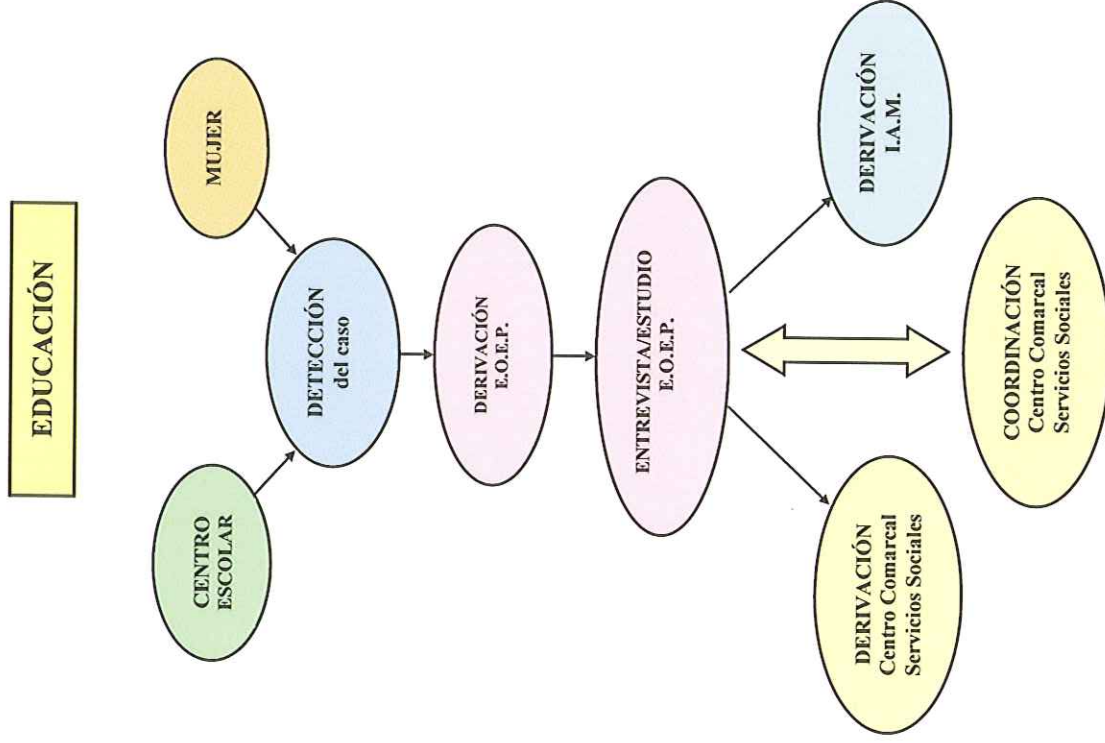 EDUCACIÓN
CENTRO
ESCOLAR
MUJER
DETECCIÓN
del caso
DERIVACIÓN
E.O.E.P.
ENTREVISTA/ESTUDIO
E.O.E.P.
DERIVACIÓN
Centro Comarcal
Servicios Sociales
DERIVACIÓN
I.A.M.
COORDINACIÓN
Centro Comarcal
Servicios Sociales